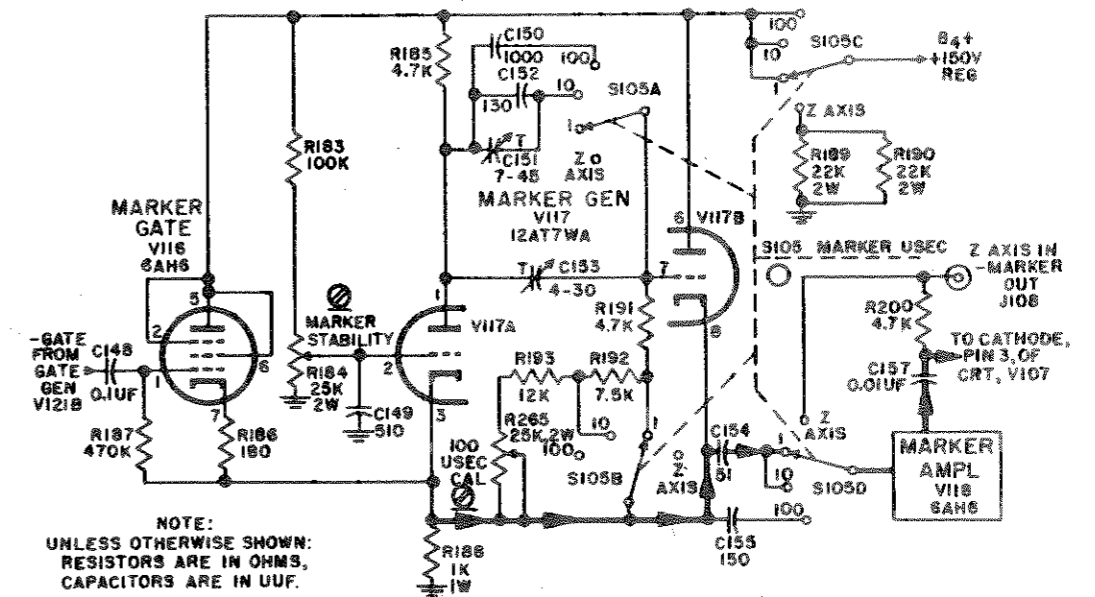 100
10
1
S105C
B4+
+150V
REG
R185
4.7K
C150
1000
100
C152
10
130
S105A
1
T
C151
7-45
Z
AXIS
Z AXIS
R189
22K
2W
R190
22K
2W
R183
100K
MARKER GEN
V117
12AT7WA
MARKER
GATE
V116
6AH6
6
V117B
S105 MARKER USEC
Z AXIS IN
-MARKER
OUT
J108
5
2
6
1
7
1
T
C153
4-30
7
8
R191
4.7K
R200
4.7K
MARKER
STABILITY
V117A
2
3
-GATE
FROM
GATE
GEN
V121B
C148
0.1UF
R184
25K
2W
C149
510
R193
12K
R192
7.5K
TO CATHODE,
PIN 3, OF
CRT, V107
C157
0.01UF
R187
470K
R186
180
R265
25K,2W
100
USEC
CAL
10
100
1
S105B
Z
AXIS
C154
51
Z
AXIS
1
10
S105D
100
MARKER
AMPL
V118
6AH6
C155
150
R188
1K
1W
NOTE:
UNLESS OTHERWISE SHOWN:
RESISTORS ARE IN OHMS,
CAPACITORS ARE IN UUF.